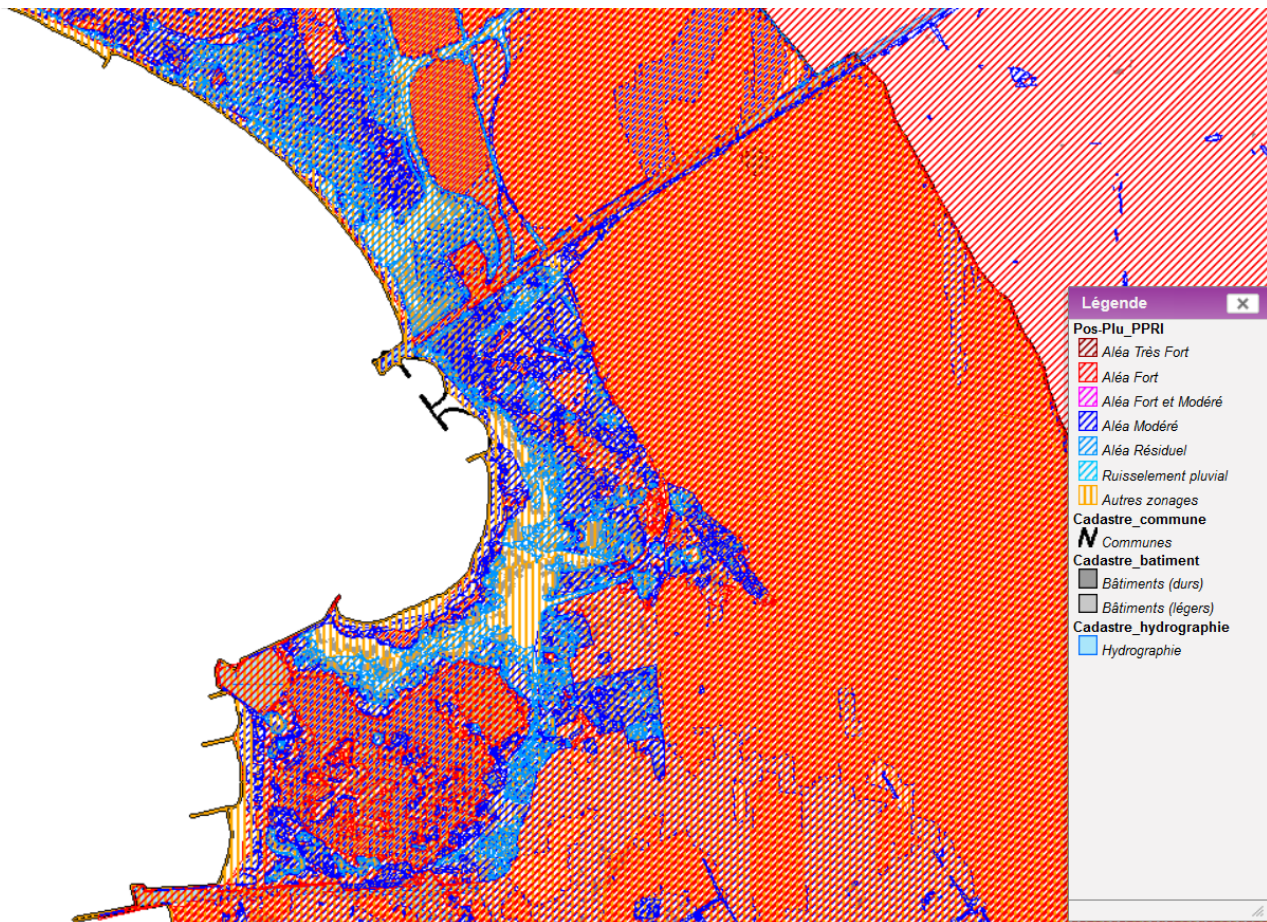 Légende
Pos-Plu_PPRI
Aléa Très Fort
Aléa Fort
Aléa Fort et Modéré
Aléa Modéré
Aléa Résiduel
Ruisselement pluvial
Autres zonages
Cadastre_commune
Communes
Cadastre_batiment
Bâtiments (durs)
Bâtiments (légers)
Cadastre_hydrographie
Hydrographie